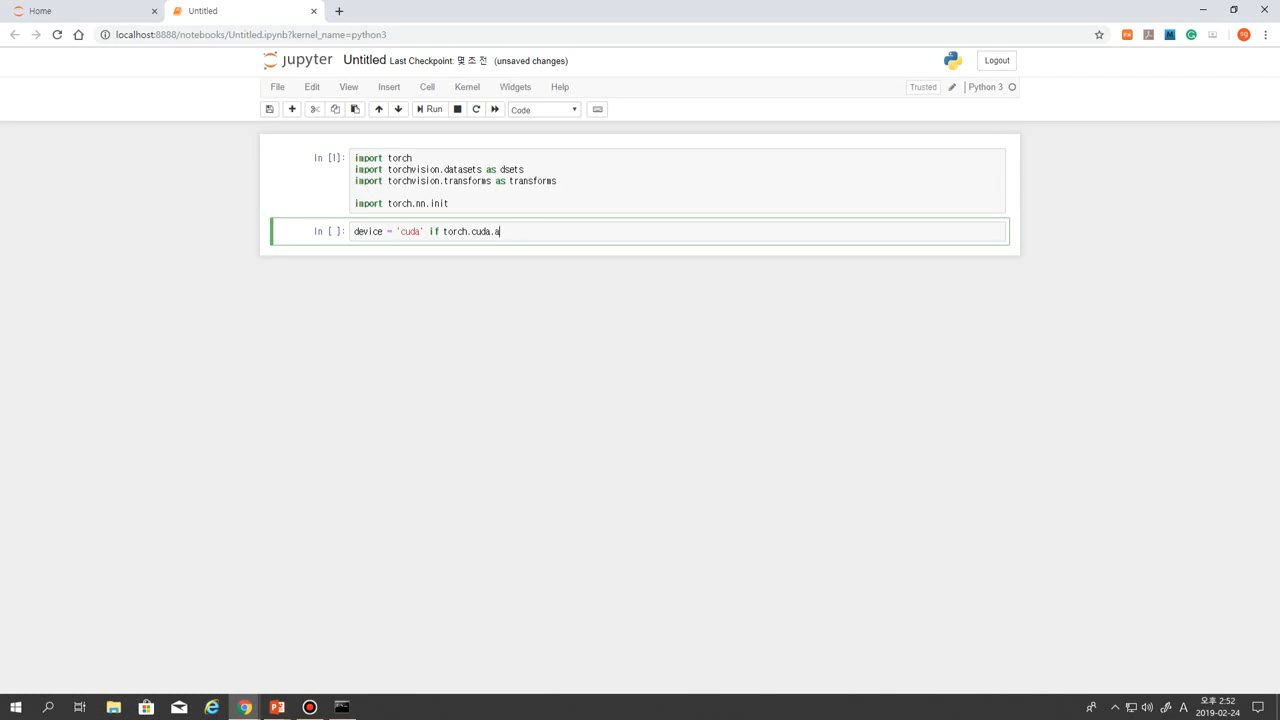 Home
Untitled
localhost:8888/notebooks/Untitled.ipynb?kernel_name=python3
jupyter Untitled Last Checkpoint: 몇 초 전 (unsaved changes)
Logout
File Edit View Insert Cell Kernel Widgets Help
Trusted Python 3
Run Code
In [1]: import torch
import torchvision.datasets as dsets
import torchvision.transforms as transforms
import torch.nn.init
In [ ]: device = 'cuda' if torch.cuda.a
A 오후 2:52
2019-02-24